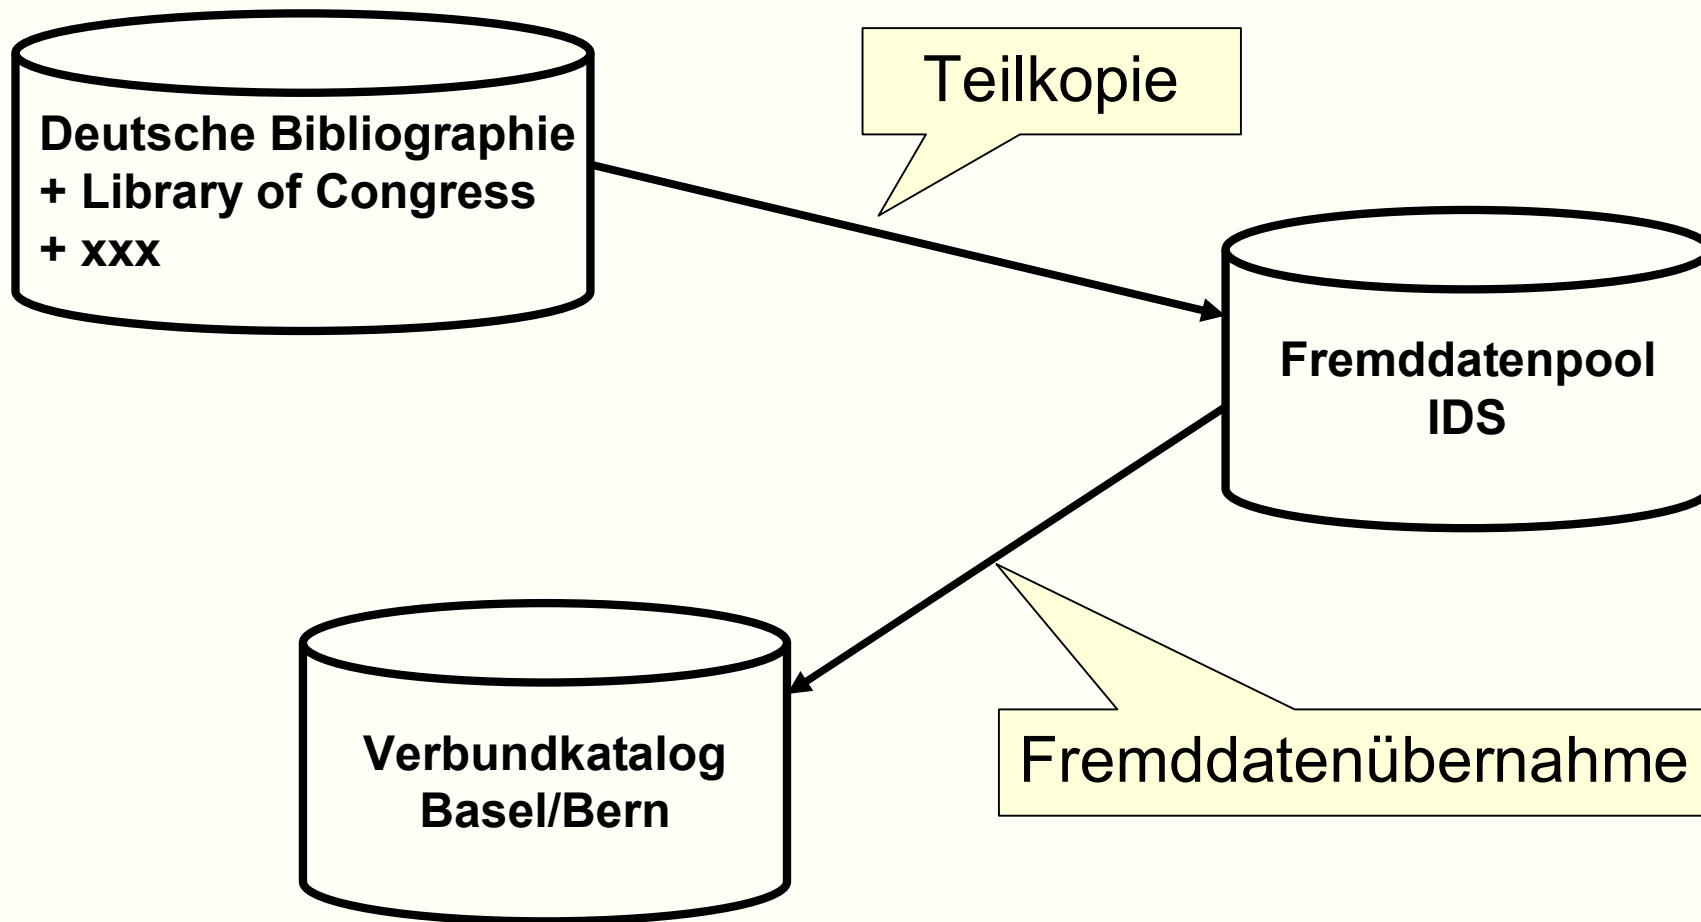 Deutsche Bibliographie
+ Library of Congress
+ xxx
Teilkopie
Fremddatenpool
IDS
Fremddatenübernahme
Verbundkatalog
Basel/Bern